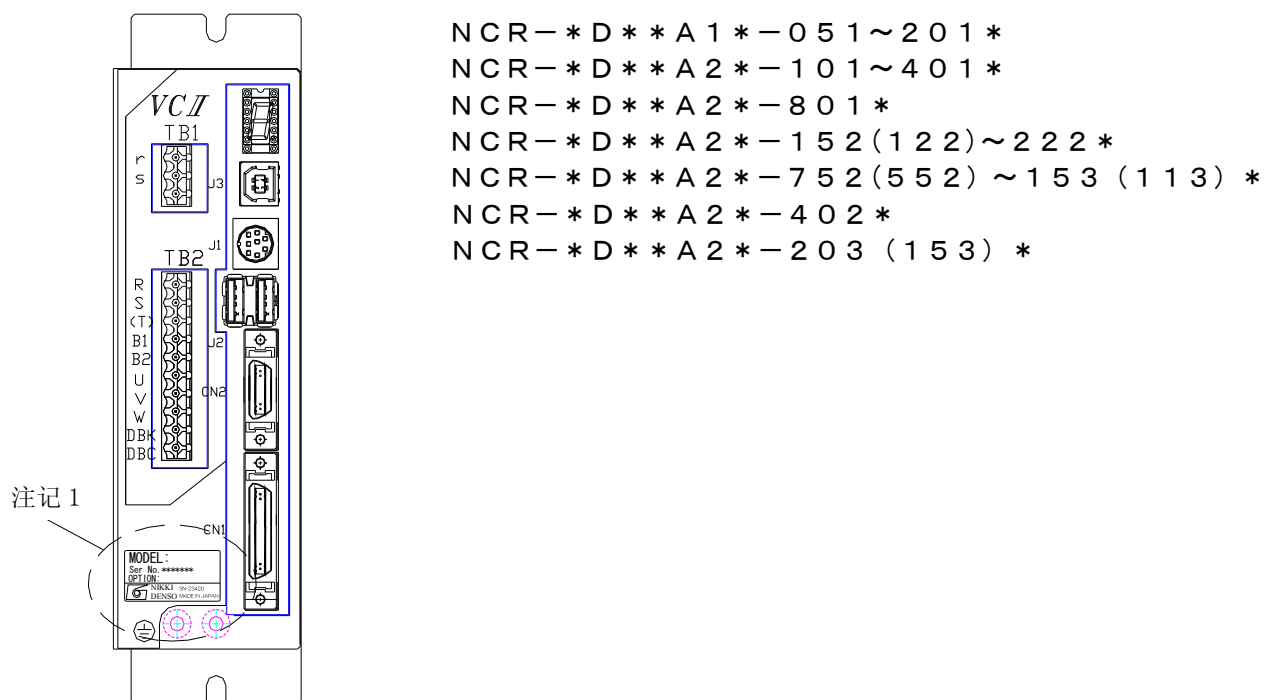 VCⅡ
TB1
r
s
J3
J1
TB2
R
S
(T)
B1
B2
U
V
W
DBK
DBC
J2
CN2
CN1
注记1
MODEL:
Ser No. *******
OPTION:
NIKKI DENSO
SN-23420
MADE IN JAPAN
NCR-*D**A1*-051~201*
NCR-*D**A2*-101~401*
NCR-*D**A2*-801*
NCR-*D**A2*-152(122)~222*
NCR-*D**A2*-752(552)~153(113)*
NCR-*D**A2*-402*
NCR-*D**A2*-203(153)*